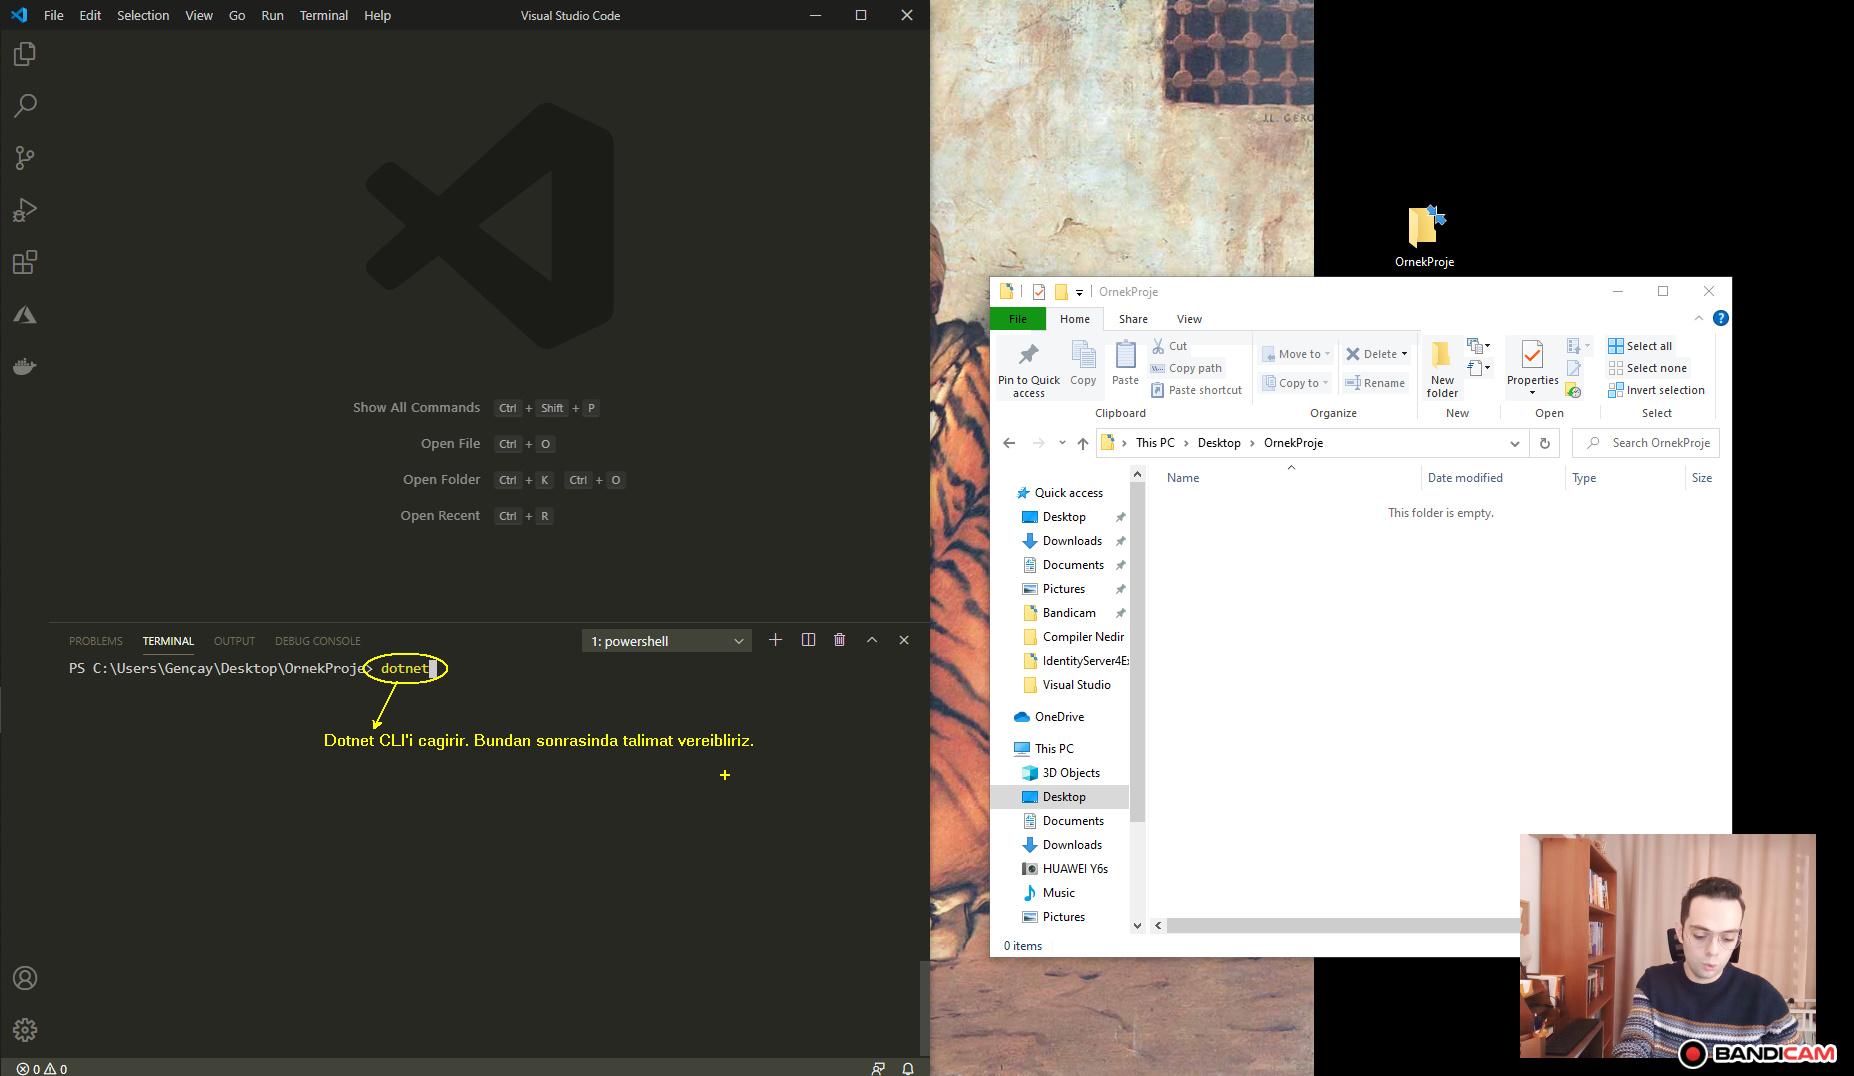 File Edit Selection View Go Run Terminal Help
Visual Studio Code
Show All Commands Ctrl + Shift + P
Open File Ctrl + O
Open Folder Ctrl + K Ctrl + O
Open Recent Ctrl + R
PROBLEMS TERMINAL OUTPUT DEBUG CONSOLE
1: powershell
PS C:\Users\Gençay\Desktop\OrnekProje> dotnet
Dotnet CLI'i cagirir. Bundan sonrasinda talimat vereibliriz.
0 0
J.L. GERO
OrnekProje
OrnekProje
File Home Share View
Pin to Quick access
Copy
Paste
Cut
Copy path
Paste shortcut
Clipboard
Move to
Copy to
Delete
Rename
Organize
New folder
New
Properties
Open
Select all
Select none
Invert selection
Select
This PC > Desktop > OrnekProje
Search OrnekProje
Name Date modified Type Size
This folder is empty.
Quick access
Desktop
Downloads
Documents
Pictures
Bandicam
Compiler Nedir
IdentityServer4Ex
Visual Studio
OneDrive
This PC
3D Objects
Desktop
Documents
Downloads
HUAWEI Y6s
Music
Pictures
0 items
BANDICAM